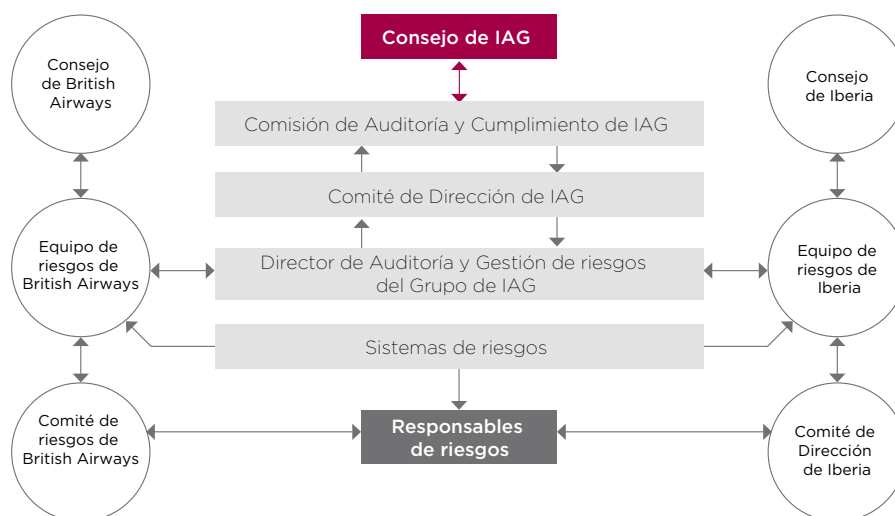 Consejo de IAG
Consejo
de British
Airways
Consejo
de Iberia
Comisión de Auditoría y Cumplimiento de IAG
Comité de Dirección de IAG
Equipo de
riesgos de
British Airways
Director de Auditoría y Gestión de riesgos
del Grupo de IAG
Equipo de
riesgos de
Iberia
Sistemas de riesgos
Comité de
riesgos de
British Airways
Responsables
de riesgos
Comité de
Dirección
de Iberia